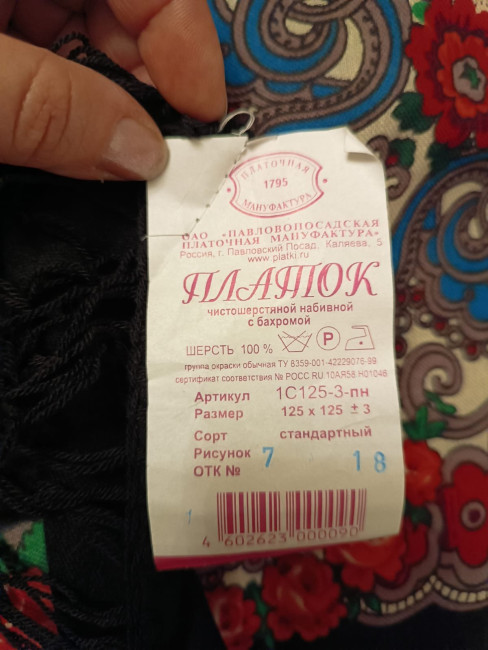 ПЛАТОЧНАЯ
1795
МАНУФАКТУРА
ОАО "ПАВЛОВОПОСАДСКАЯ
ПЛАТОЧНАЯ МАНУФАКТУРА"
Россия, г. Павловский Посад, Каляева, 5
www.platki.ru
ПЛАТОК
чистошерстяной набивной
с бахромой
ШЕРСТЬ 100 % P
группа окраски обычная ТУ 8359-001-42229076-99
сертификат соответствия № РОСС RU 10АЯ58 Н01046
Артикул 1С125-3-пн
Размер 125 х 125 ± 3
Сорт стандартный
Рисунок 7 18
ОТК №
1
4 602623 000090